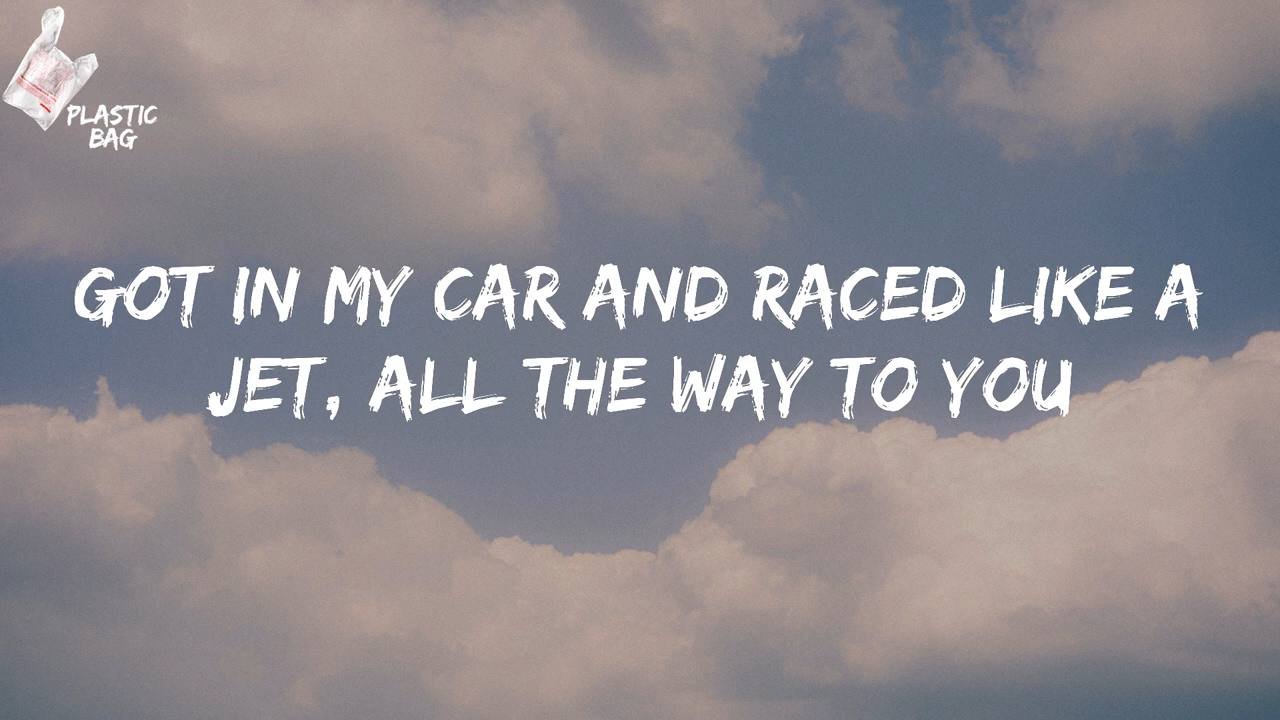 PLASTIC
BAG
GOT IN MY CAR AND RACED LIKE A
JET, ALL THE WAY TO YOU